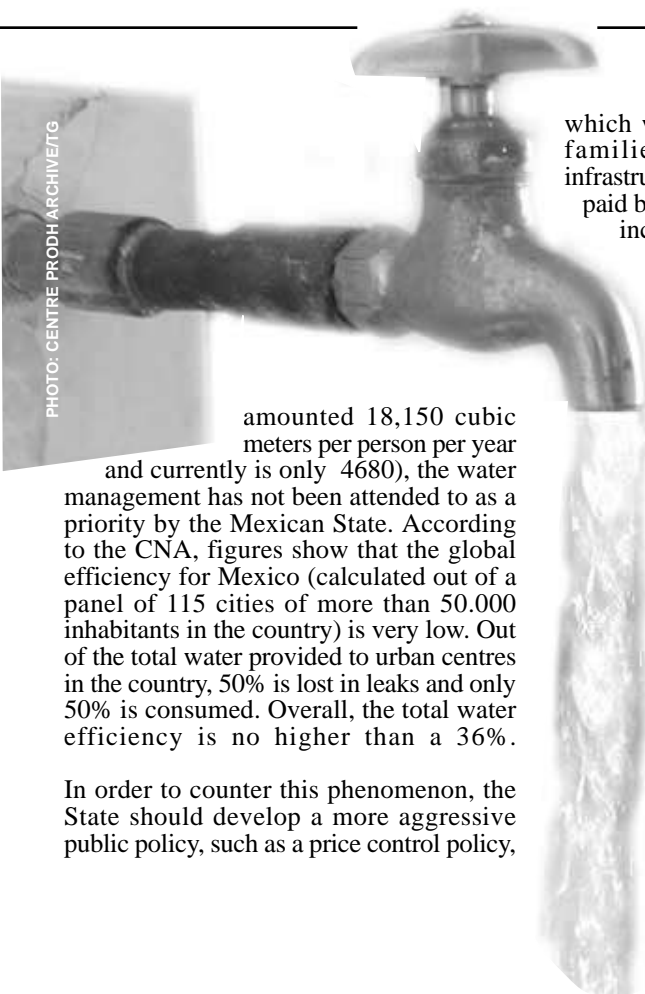 PHOTO: CENTRE PRODH ARCHIVE/TG
amounted 18,150 cubic
meters per person per year
and currently is only 4680), the water
management has not been attended to as a
priority by the Mexican State. According
to the CNA, figures show that the global
efficiency for Mexico (calculated out of a
panel of 115 cities of more than 50.000
inhabitants in the country) is very low. Out
of the total water provided to urban centres
in the country, 50% is lost in leaks and only
50% is consumed. Overall, the total water
efficiency is no higher than a 36%.
In order to counter this phenomenon, the
State should develop a more aggressive
public policy, such as a price control policy,
which
paid